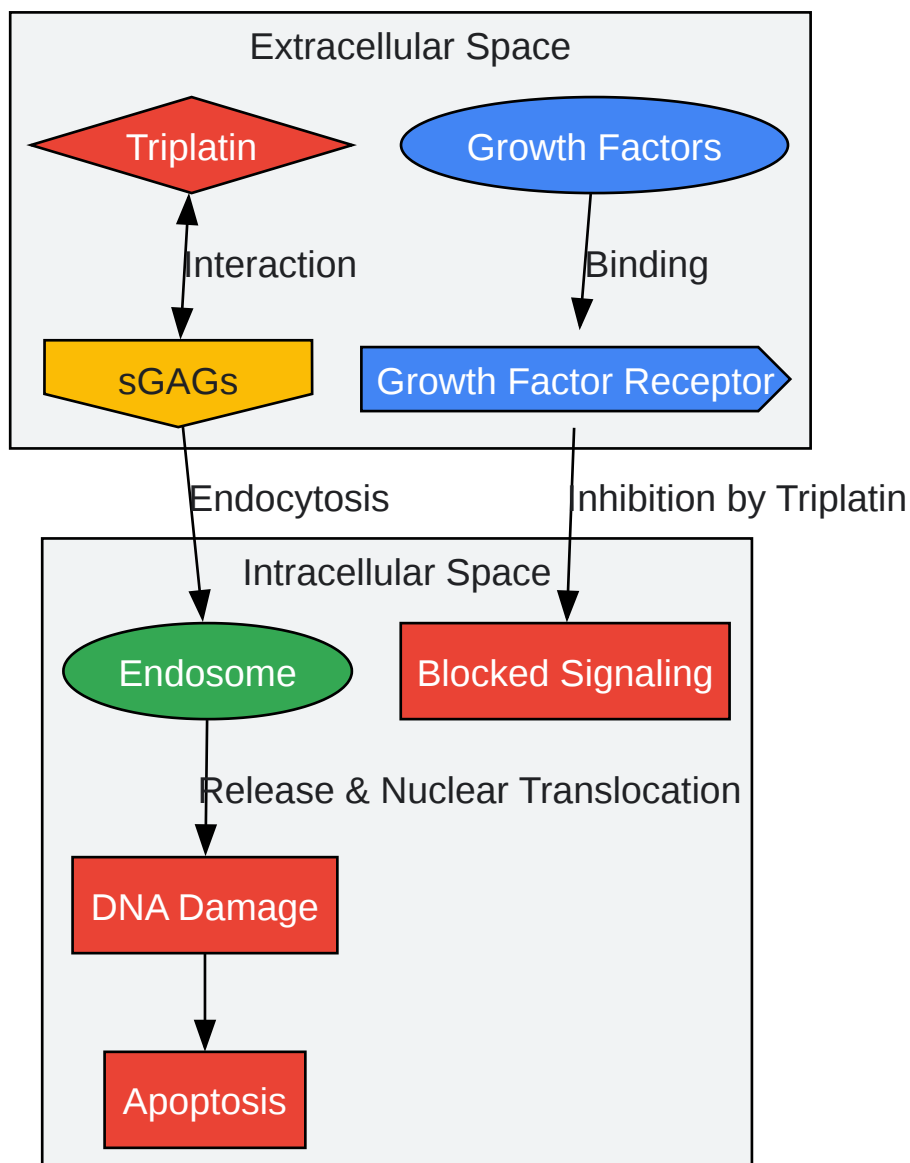 Extracellular Space
Triplatin
Growth Factors
Interaction
Binding
sGAGs
Growth Factor Receptor
Endocytosis
Inhibition by Triplatin
Intracellular Space
Endosome
Blocked Signaling
Release & Nuclear Translocation
DNA Damage
Apoptosis